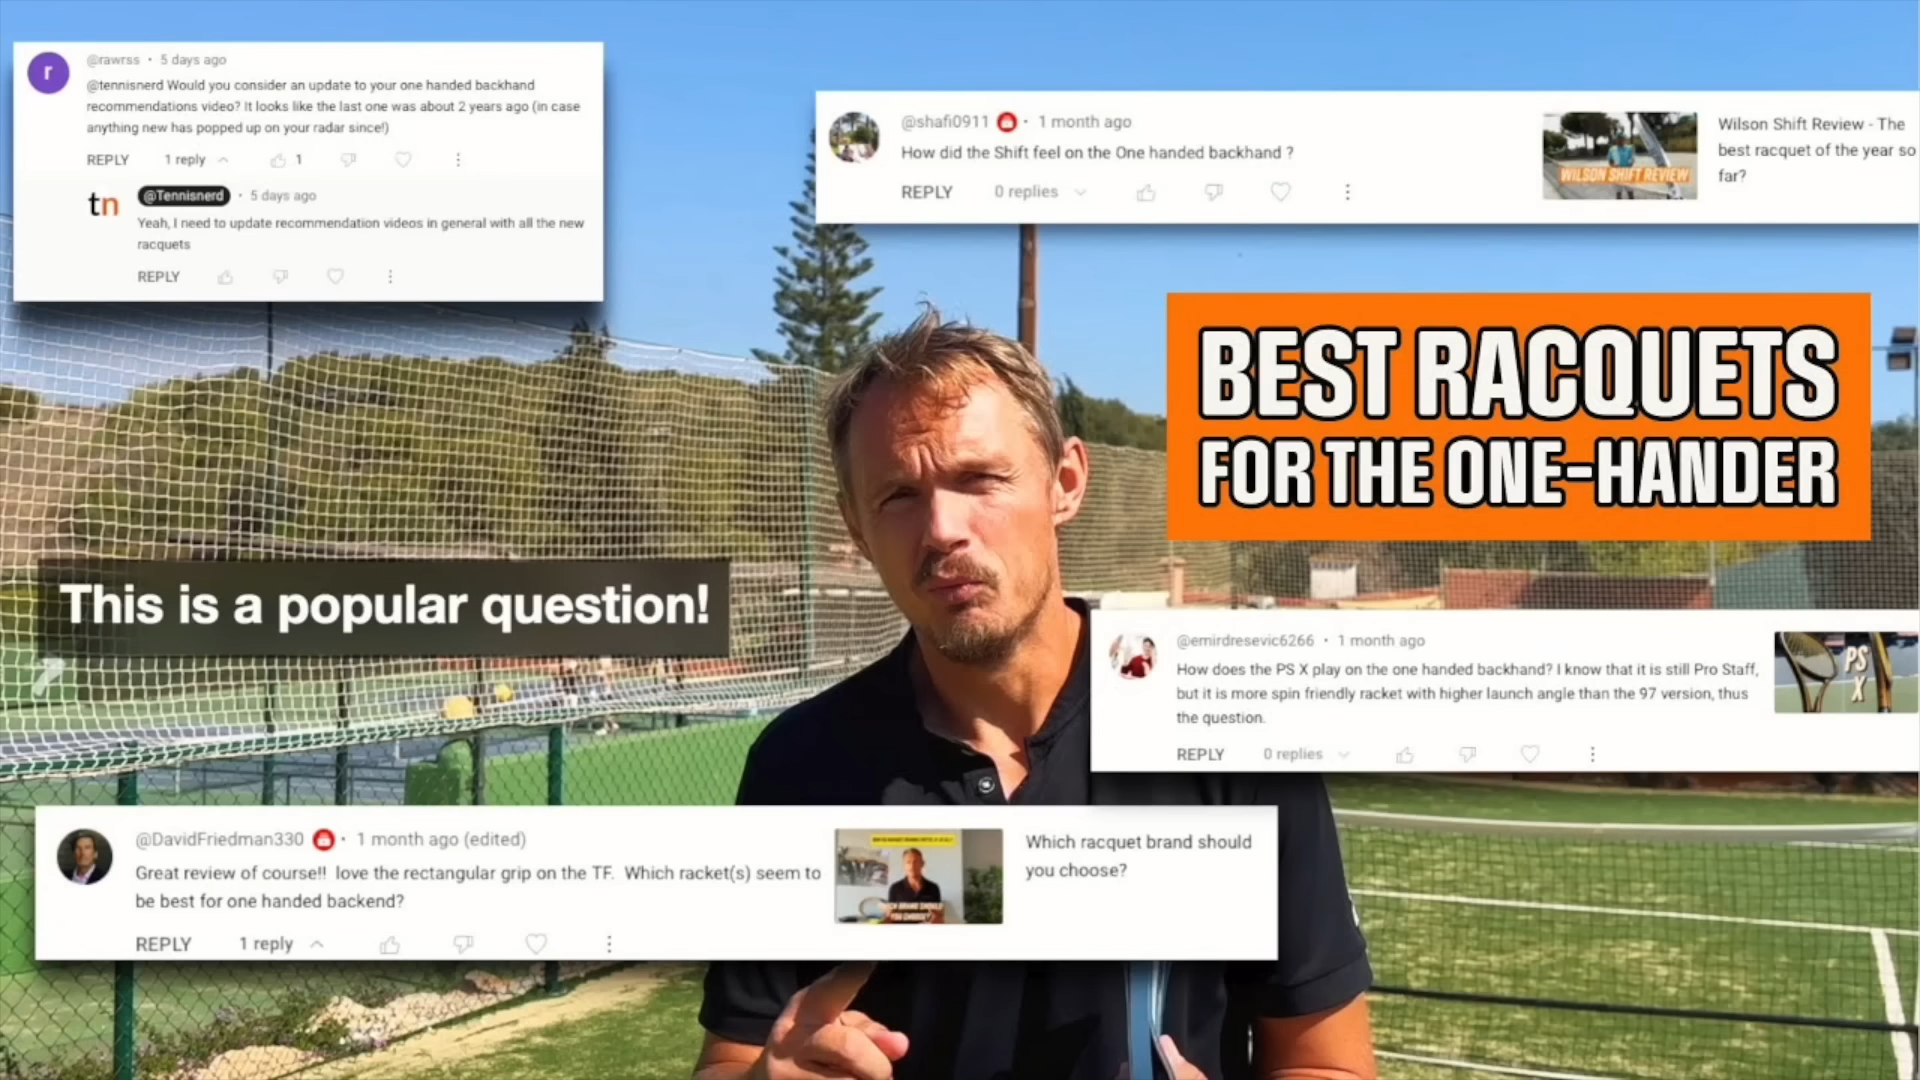 r
@rawrss • 5 days ago
@tennisnerd Would you consider an update to your one handed backhand
recommendations video? It looks like the last one was about 2 years ago (in case
anything new has popped up on your radar since!)
REPLY 1 reply 1
tn @Tennisnerd • 5 days ago
Yeah, I need to update recommendation videos in general with all the new
racquets
REPLY
@shafi0911 • 1 month ago
How did the Shift feel on the One handed backhand ?
REPLY 0 replies
WILSON SHIFT REVIEW
Wilson Shift Review - The
best racquet of the year so
far?
BEST RACQUETS
FOR THE ONE-HANDER
This is a popular question!
@emirdresevic6266 • 1 month ago
How does the PS X play on the one handed backhand? I know that it is still Pro Staff,
but it is more spin friendly racket with higher launch angle than the 97 version, thus
the question.
REPLY 0 replies
PS
X
@DavidFriedman330 • 1 month ago (edited)
Great review of course!! love the rectangular grip on the TF. Which racket(s) seem to
be best for one handed backend?
REPLY 1 reply
Which racquet brand should
you choose?